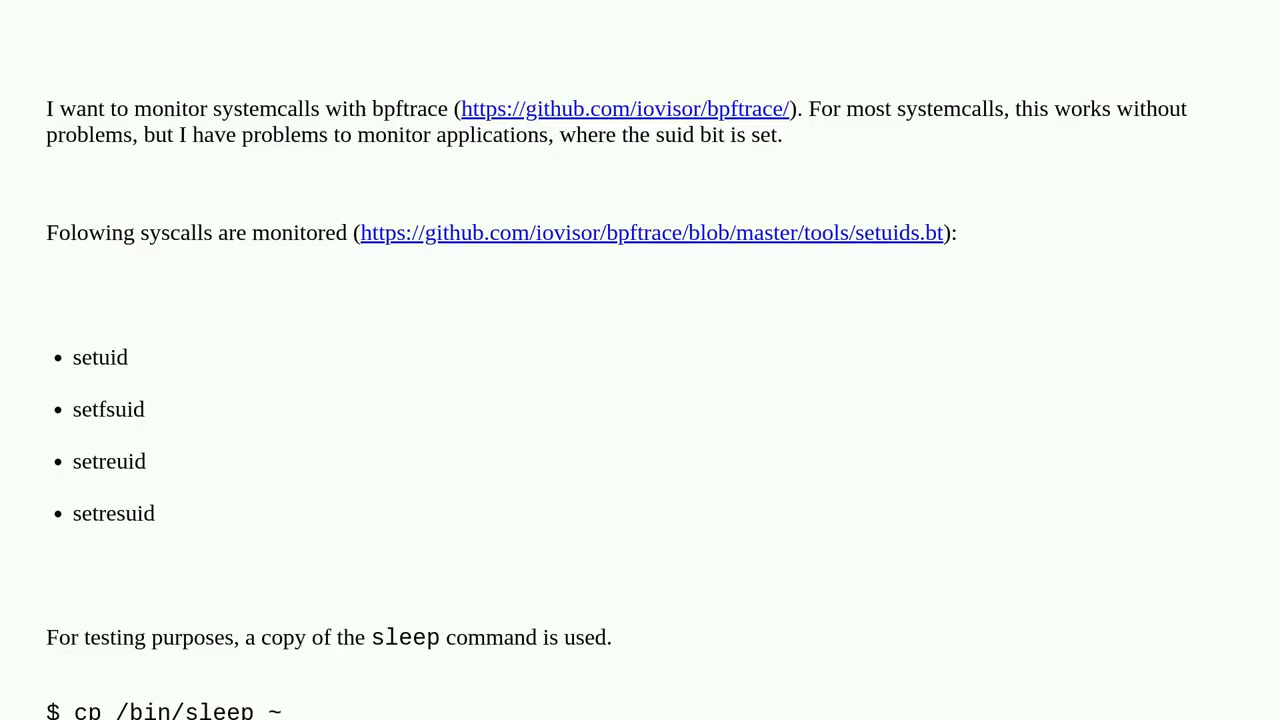 I want to monitor systemcalls with bpftrace (https://github.com/iovisor/bpftrace/). For most systemcalls, this works without
problems, but I have problems to monitor applications, where the suid bit is set.
Folowing syscalls are monitored (https://github.com/iovisor/bpftrace/blob/master/tools/setuids.bt):
• setuid
• setfsuid
• setreuid
• setresuid
For testing purposes, a copy of the sleep command is used.
$ cp /bin/sleep ~